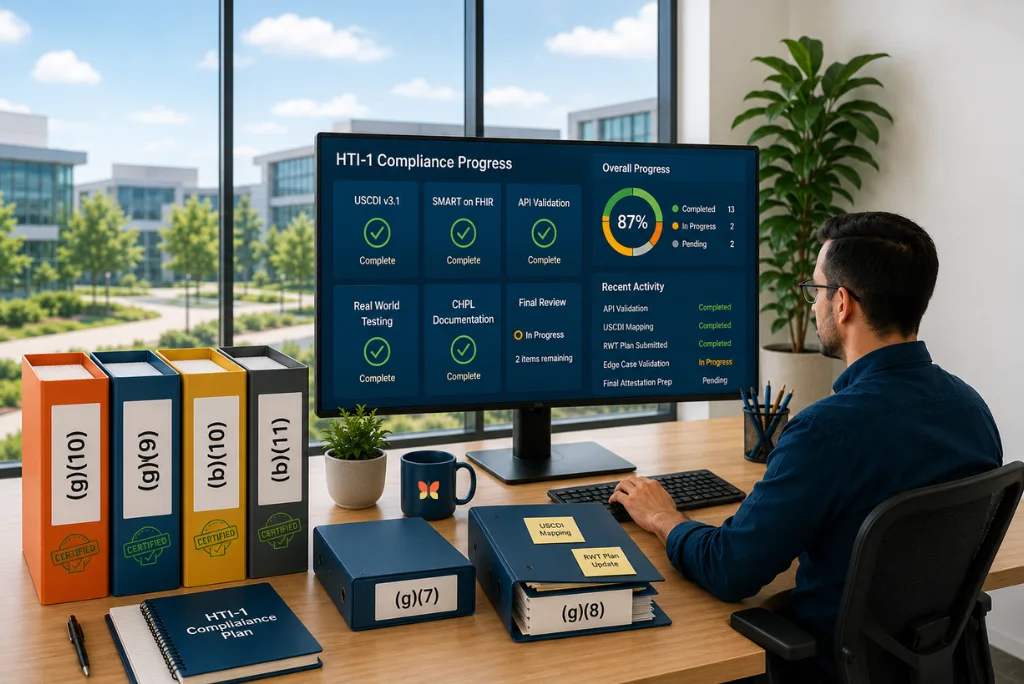 HTI-1 Compliance Progress
USCDI v3.1
Complete
SMART on FHIR
Complete
API Validation
Complete
Real World
Testing
Complete
CHPL
Documentation
Complete
Final Review
In Progress
2 items remaining
Overall Progress
87%
Completed 13
In Progress 2
Pending 2
Recent Activity
API Validation Completed
USCDI Mapping Completed
RWT Plan Submitted Completed
Edge Case Validation In Progress
Final Attestation Prep Pending
(g)(10)
CERTIFIED
(g)(9)
CERTIFIED
(b)(10)
CERTIFIED
(b)(11)
CERTIFIED
(g)(7)
USCDI
Mapping
RWT Plan
Update
(g)(8)
HTI-1
Compliaiance
Plan